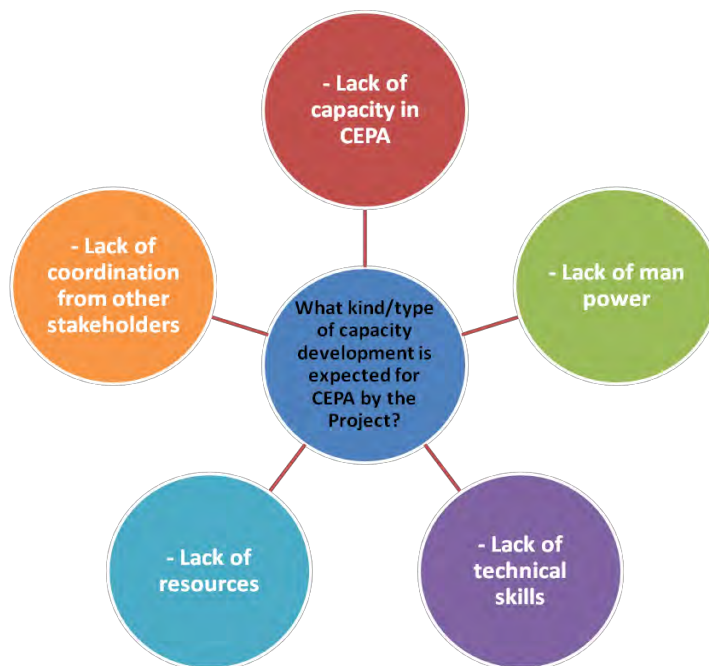 - Lack of
capacity in
CEPA
- Lack of
coordination
from other
stakeholders
- Lack of man
power
What kind/type
of capacity
development is
expected for
CEPA by the
Project?
- Lack of
resources
- Lack of
technical
skills